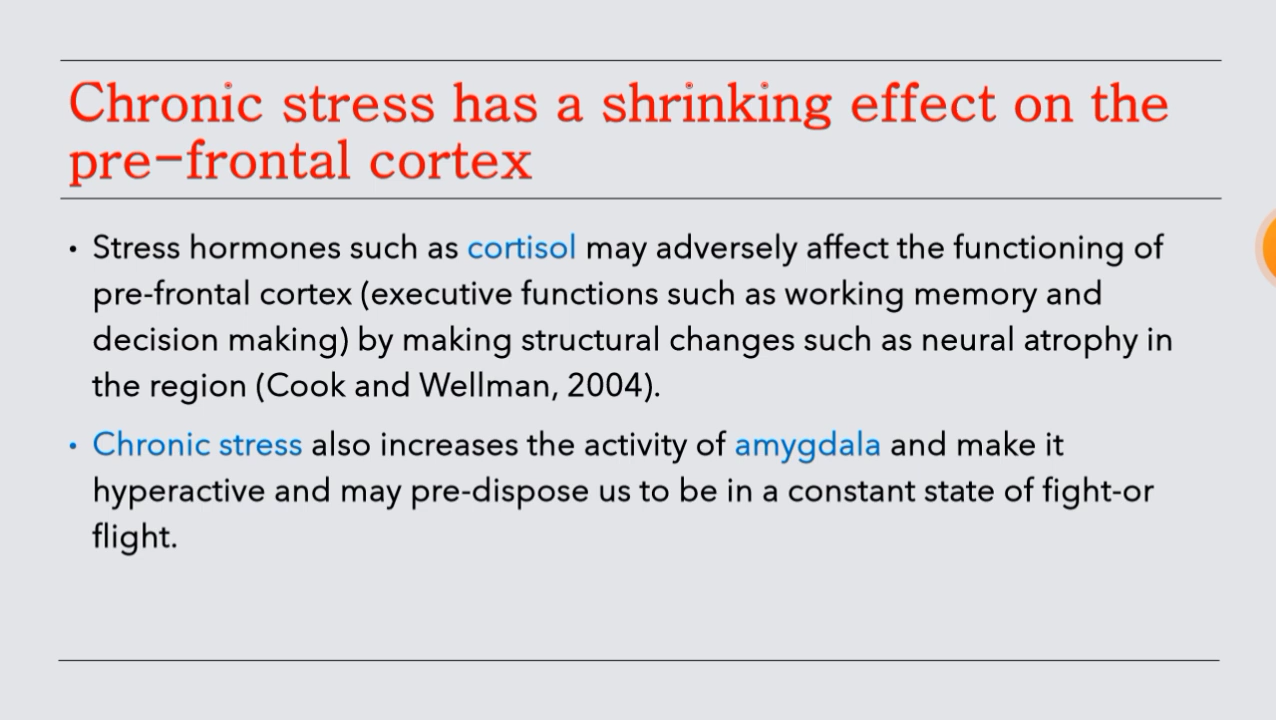 Chronic stress has a shrinking effect on the
pre-frontal cortex
• Stress hormones such as cortisol may adversely affect the functioning of
pre-frontal cortex (executive functions such as working memory and
decision making) by making structural changes such as neural atrophy in
the region (Cook and Wellman, 2004).
• Chronic stress also increases the activity of amygdala and make it
hyperactive and may pre-dispose us to be in a constant state of fight-or
flight.